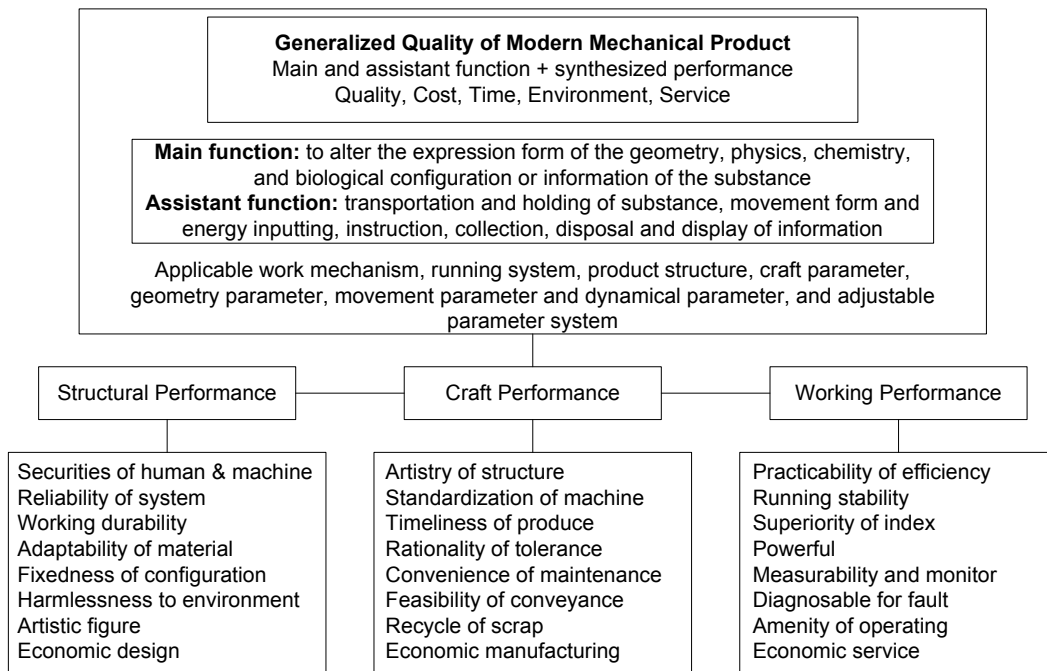 Generalized Quality of Modern Mechanical Product
Main and assistant function + synthesized performance
Quality, Cost, Time, Environment, Service
Main function: to alter the expression form of the geometry, physics, chemistry,
and biological configuration or information of the substance
Assistant function: transportation and holding of substance, movement form and
energy inputting, instruction, collection, disposal and display of information
Applicable work mechanism, running system, product structure, craft parameter,
geometry parameter, movement parameter and dynamical parameter, and adjustable
parameter system
Structural Performance
Craft Performance
Working Performance
Securities of human & machine
Reliability of system
Working durability
Adaptability of material
Fixedness of configuration
Harmlessness to environment
Artistic figure
Economic design
Artistry of structure
Standardization of machine
Timeliness of produce
Rationality of tolerance
Convenience of maintenance
Feasibility of conveyance
Recycle of scrap
Economic manufacturing
Practicability of efficiency
Running stability
Superiority of index
Powerful
Measurability and monitor
Diagnosable for fault
Amenity of operating
Economic service